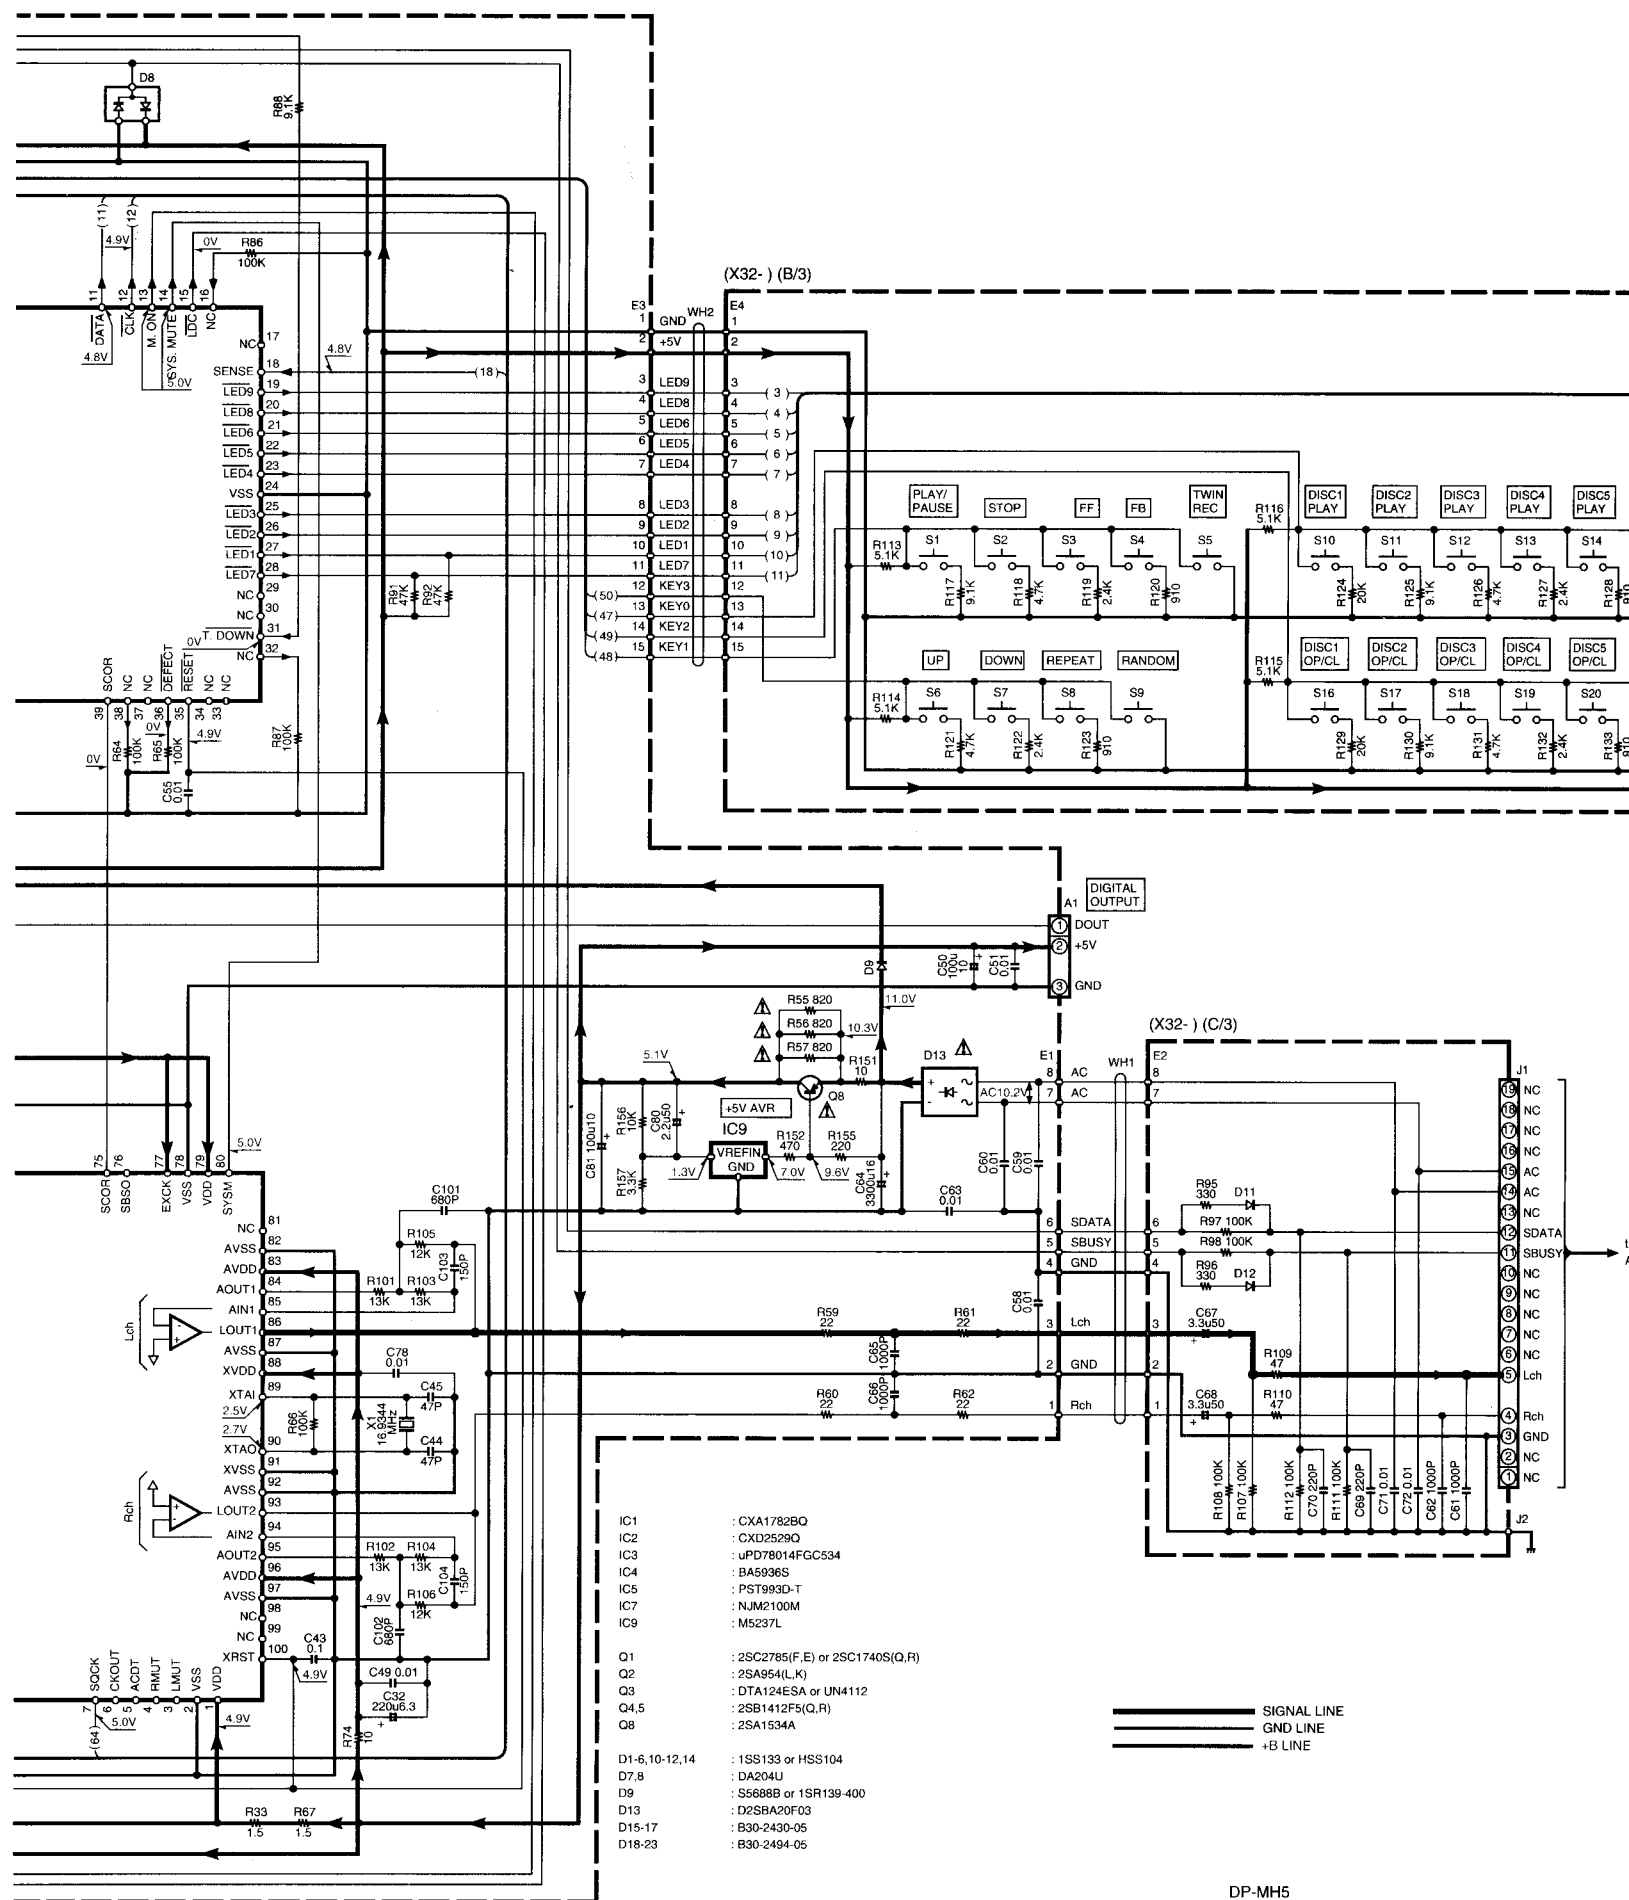 D8
R88
9.1K
(11)
(12)
4.9V
0V
R86
100K
11
12
13
14
15
16
DATA
CLK
M. ON
SYS. MUTE
LDC
NC
4.8V
5.0V
NC 17
SENSE 18
4.8V
(18)
LED9 19
LED8 20
LED6 21
LED5 22
LED4 23
VSS 24
LED3 25
LED2 26
LED1 27
LED7 28
NC 29
NC 30
T. DOWN 31
0V
NC 32
R91
47K
R92
47K
SCOR
NC
NC
DEFECT
RESET
NC
NC
39
38
37
36
35
34
33
0V
R64
100K
0V
R65
100K
4.9V
C55
0.01
R87
100K
(X32- ) (B/3)
E3
WH2
E4
1 GND 1
2 +5V 2
3 LED9 3 (3)
4 LED8 4 (4)
5 LED6 5 (5)
6 LED5 6 (6)
7 LED4 7 (7)
8 LED3 8 (8)
9 LED2 9 (9)
10 LED1 10 (10)
11 LED7 11 (11)
(50) 12 KEY3 12
(47) 13 KEY0 13
(49) 14 KEY2 14
(48) 15 KEY1 15
PLAY/
PAUSE
STOP
FF
FB
TWIN
REC
R113
5.1K
S1
S2
S3
S4
S5
R117
9.1K
R118
4.7K
R119
2.4K
R120
910
R116
5.1K
DISC1
PLAY
DISC2
PLAY
DISC3
PLAY
DISC4
PLAY
DISC5
PLAY
S10
S11
S12
S13
S14
R124
20K
R125
9.1K
R126
4.7K
R127
2.4K
R128
910
UP
DOWN
REPEAT
RANDOM
R114
5.1K
S6
S7
S8
S9
R121
4.7K
R122
2.4K
R123
910
R115
5.1K
DISC1
OP/CL
DISC2
OP/CL
DISC3
OP/CL
DISC4
OP/CL
DISC5
OP/CL
S16
S17
S18
S19
S20
R129
20K
R130
9.1K
R131
4.7K
R132
2.4K
R133
910
DIGITAL
OUTPUT
A1
1 DOUT
2 +5V
3 GND
C50
100u
10
C51
0.01
D9
11.0V
R55 820
R56 820
R57 820
10.3V
R151
10
5.1V
D13
Q8
+5V AVR
IC9
VREFIN
GND
C81 100u10
R156
10K
C80
2.2u50
R157
3.3K
1.3V
R152
470
7.0V
R155
220
9.6V
C64
3300u16
C63
0.01
AC10.2V
C60
0.01
C59
0.01
E1
WH1
E2
8 AC 8
7 AC 7
6 SDATA 6
5 SBUSY 5
4 GND 4
3 Lch 3
2 GND 2
1 Rch 1
C58
0.01
(X32- ) (C/3)
J1
19 NC
18 NC
17 NC
16 NC
15 AC
14 AC
13 NC
12 SDATA
11 SBUSY
10 NC
9 NC
8 NC
7 NC
6 NC
5 Lch
4 Rch
3 GND
2 NC
1 NC
J2
R95
330
D11
R97 100K
R98 100K
R96
330
D12
C67
3.3u50
R109
47
C68
3.3u50
R110
47
R108 100K
R107 100K
R112 100K
C70 220P
R111 100K
C69 220P
C71 0.01
C72 0.01
C62 1000P
C61 1000P
75
76
77
78
79
80
5.0V
SCOR
SBSO
EXCK
VSS
VDD
SYSM
NC 81
AVSS 82
AVDD 83
AOUT1 84
AIN1 85
LOUT1 86
AVSS 87
XVDD 88
XTAI 89
2.5V
2.7V
XTAO 90
XVSS 91
AVSS 92
LOUT2 93
AIN2 94
AOUT2 95
AVDD 96
AVSS 97
NC 98
NC 99
XRST 100
Lch
Rch
C101
680P
R105
12K
R101
13K
R103
13K
C103
150P
C78
0.01
R66
100K
X1
16.9344
MHz
C45
47P
C44
47P
R59
22
R61
22
C65
1000P
C66
1000P
R60
22
R62
22
R102
13K
R104
13K
C104
150P
R106
12K
4.9V
C102
680P
C43
0.1
4.9V
C49 0.01
C32
220u6.3
R74
10
SQCK
CKOUT
ACDT
RMUT
LMUT
VSS
VDD
7
6
5
4
3
2
1
(64)
5.0V
4.9V
R33
1.5
R67
1.5
IC1 : CXA1782BQ
IC2 : CXD2529Q
IC3 : uPD78014FGC534
IC4 : BA5936S
IC5 : PST993D-T
IC7 : NJM2100M
IC9 : M5237L
Q1 : 2SC2785(F,E) or 2SC1740S(Q,R)
Q2 : 2SA954(L,K)
Q3 : DTA124ESA or UN4112
Q4,5 : 2SB1412F5(Q,R)
Q8 : 2SA1534A
D1-6,10-12,14 : 1SS133 or HSS104
D7,8 : DA204U
D9 : S5688B or 1SR139-400
D13 : D2SBA20F03
D15-17 : B30-2430-05
D18-23 : B30-2494-05
SIGNAL LINE
GND LINE
+B LINE
DP-MH5